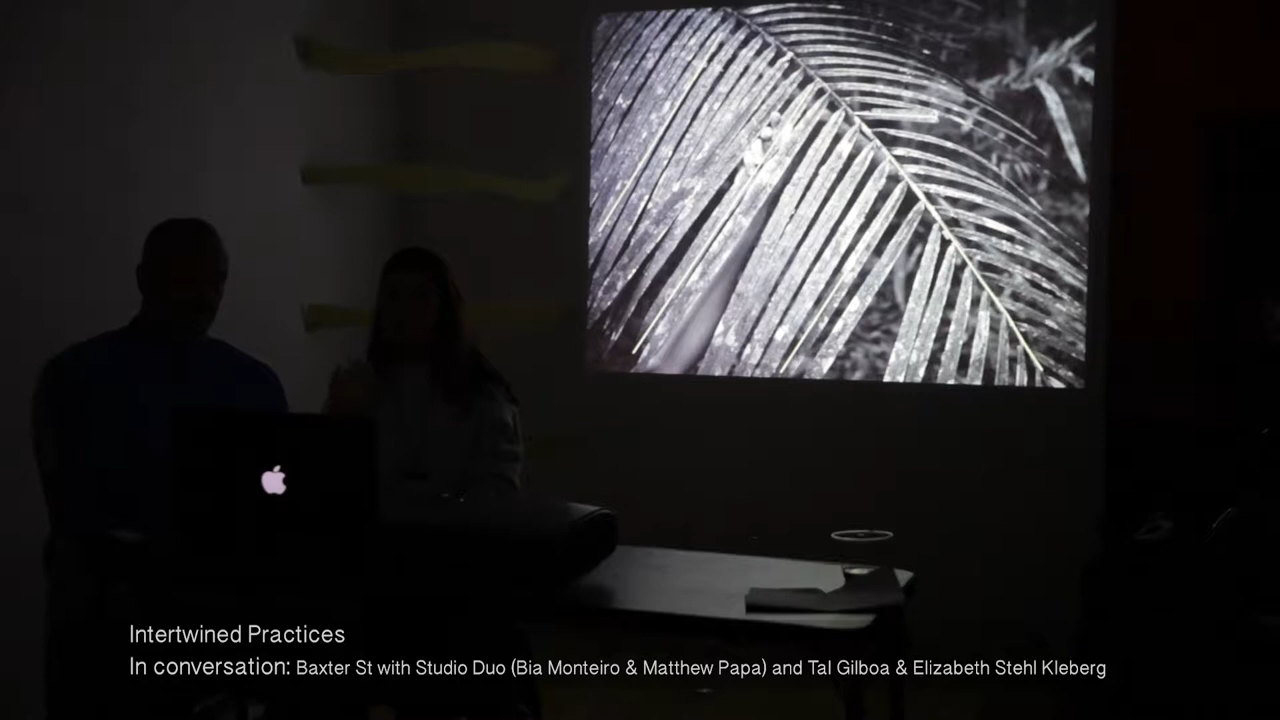 Intertwined Practices
In conversation: Baxter St with Studio Duo (Bia Monteiro & Matthew Papa) and Tal Gilboa & Elizabeth Stehl Kleberg